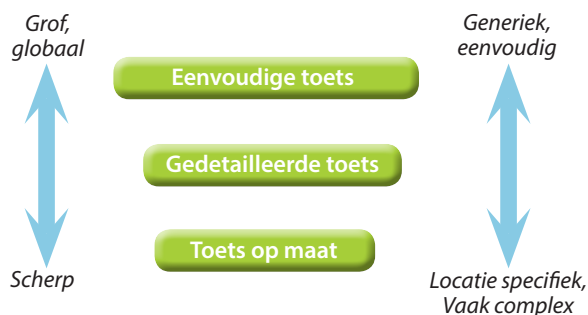 Grof,
globaal
Generiek,
eenvoudig
Eenvoudige toets
Gedetailleerde toets
Toets op maat
Scherp
Locatie specifiek,
Vaak complex